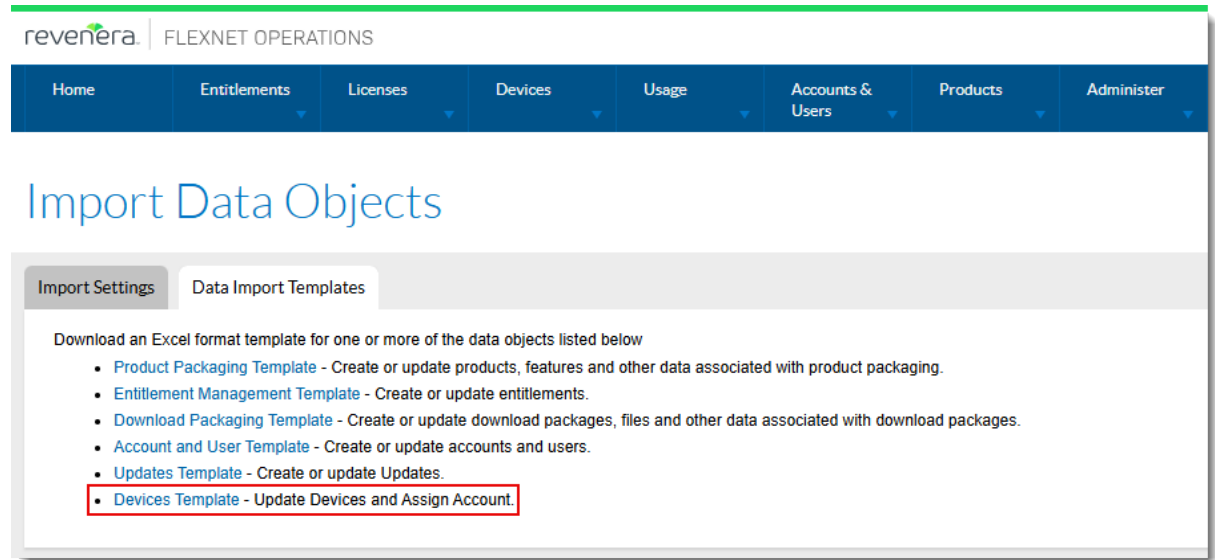 revenera. FLEXNET OPERATIONS
Home Entitlements Licenses Devices Usage Accounts & Users Products Administer
Import Data Objects
Import Settings Data Import Templates
Download an Excel format template for one or more of the data objects listed below
• Product Packaging Template - Create or update products, features and other data associated with product packaging.
• Entitlement Management Template - Create or update entitlements.
• Download Packaging Template - Create or update download packages, files and other data associated with download packages.
• Account and User Template - Create or update accounts and users.
• Updates Template - Create or update Updates.
• Devices Template - Update Devices and Assign Account.